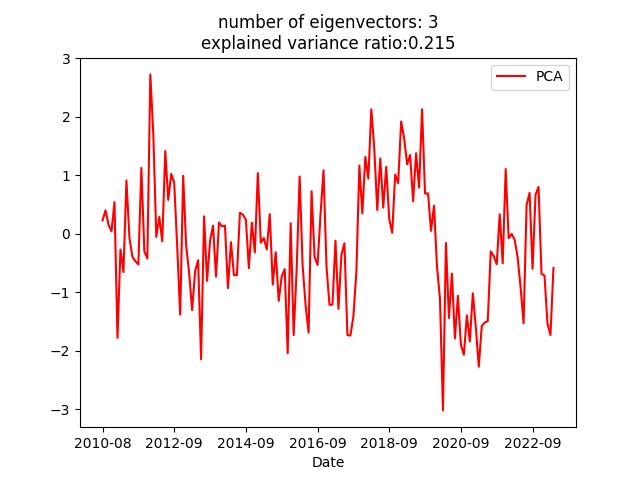 number of eigenvectors: 3
explained variance ratio:0.215
PCA
3
2
1
0
−1
−2
−3
2010-08 2012-09 2014-09 2016-09 2018-09 2020-09 2022-09
Date